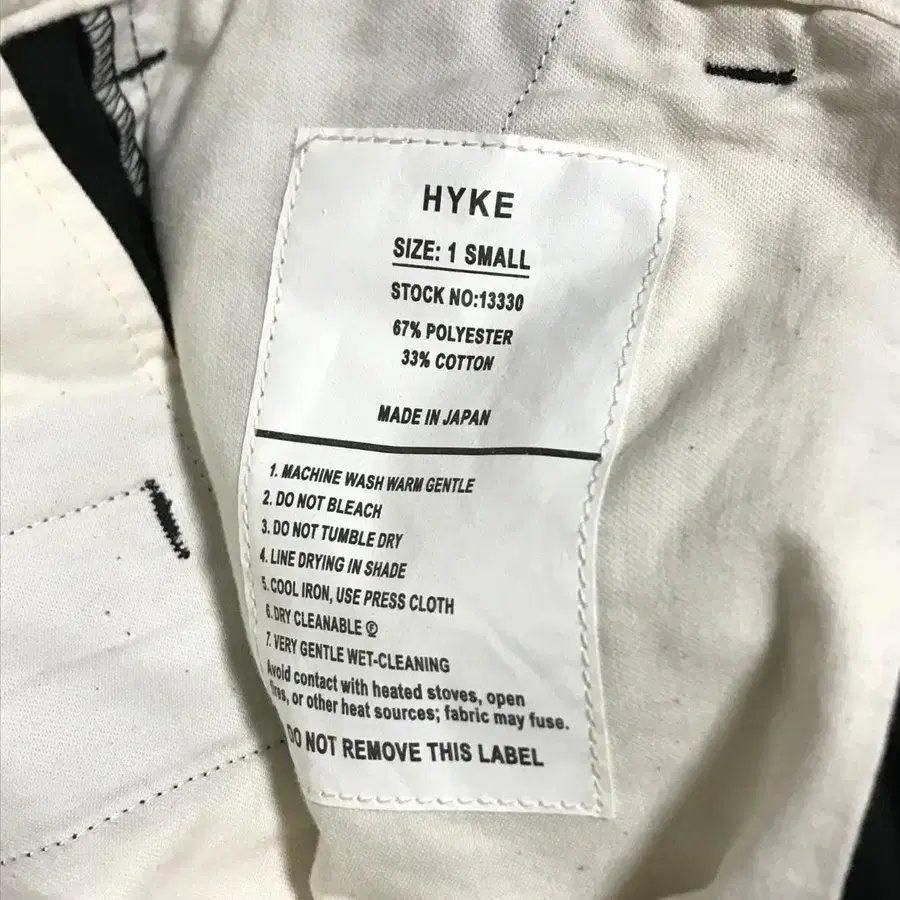 HYKE
SIZE: 1 SMALL
STOCK NO:13330
67% POLYESTER
33% COTTON
MADE IN JAPAN
1. MACHINE WASH WARM GENTLE
2. DO NOT BLEACH
3. DO NOT TUMBLE DRY
4. LINE DRYING IN SHADE
5. COOL IRON, USE PRESS CLOTH
6. DRY CLEANABLE Ⓕ
7. VERY GENTLE WET-CLEANING
Avoid contact with heated stoves, open
fires, or other heat sources; fabric may fuse.
DO NOT REMOVE THIS LABEL